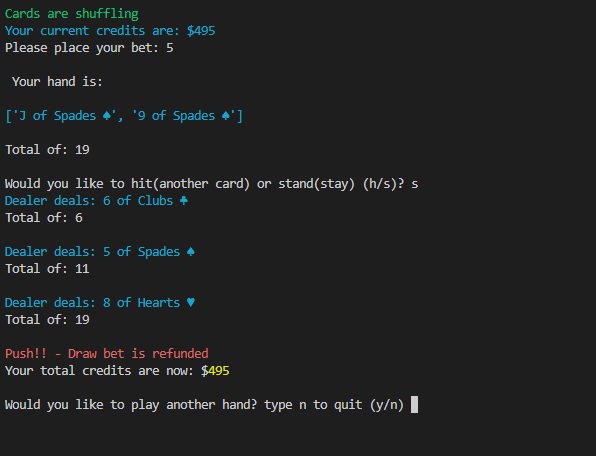 Cards are shuffling
Your current credits are: $495
Please place your bet: 5
Your hand is:
['J of Spades ♠', '9 of Spades ♠']
Total of: 19
Would you like to hit(another card) or stand(stay) (h/s)? s
Dealer deals: 6 of Clubs ♣
Total of: 6
Dealer deals: 5 of Spades ♠
Total of: 11
Dealer deals: 8 of Hearts ♥
Total of: 19
Push!! - Draw bet is refunded
Your total credits are now: $495
Would you like to play another hand? type n to quit (y/n)